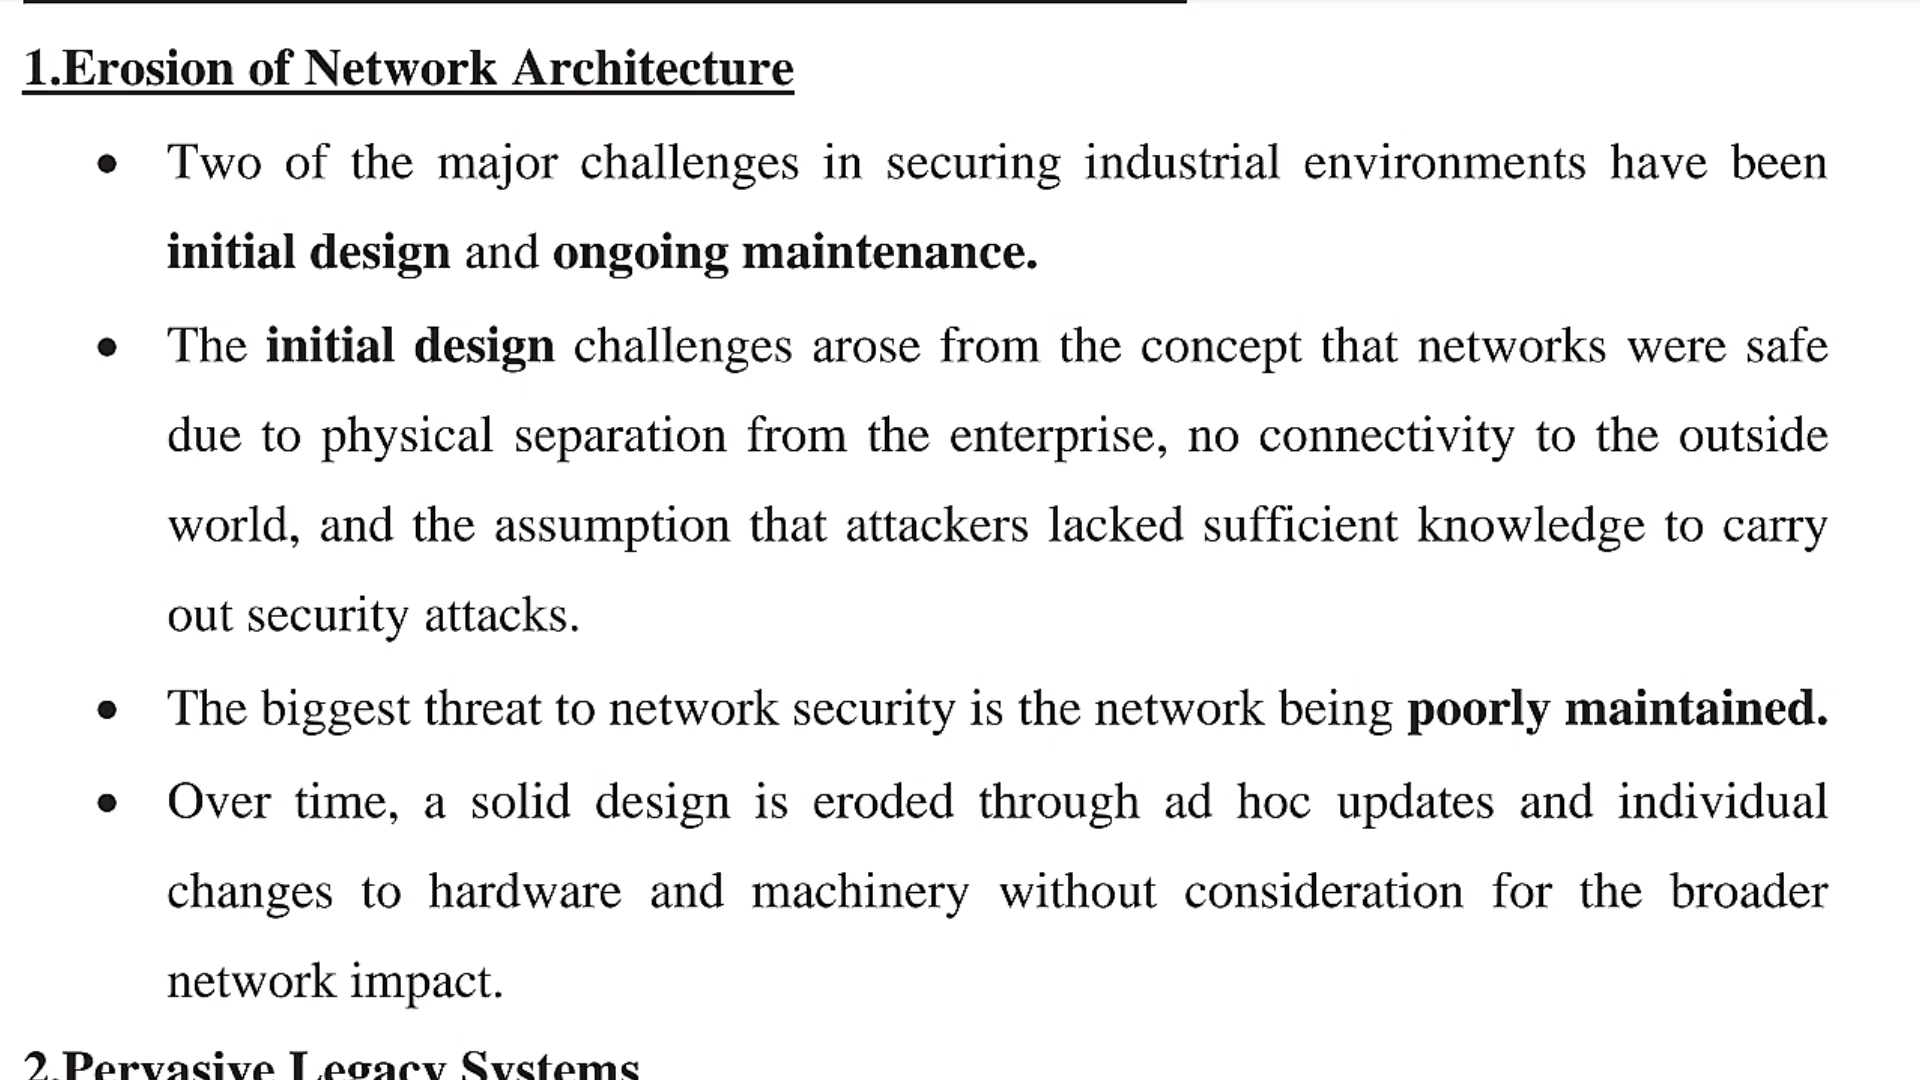 1.Erosion of Network Architecture
• Two of the major challenges in securing industrial environments have been
initial design and ongoing maintenance.
• The initial design challenges arose from the concept that networks were safe
due to physical separation from the enterprise, no connectivity to the outside
world, and the assumption that attackers lacked sufficient knowledge to carry
out security attacks.
• The biggest threat to network security is the network being poorly maintained.
• Over time, a solid design is eroded through ad hoc updates and individual
changes to hardware and machinery without consideration for the broader
network impact.
2.Pervasive Legacy Systems